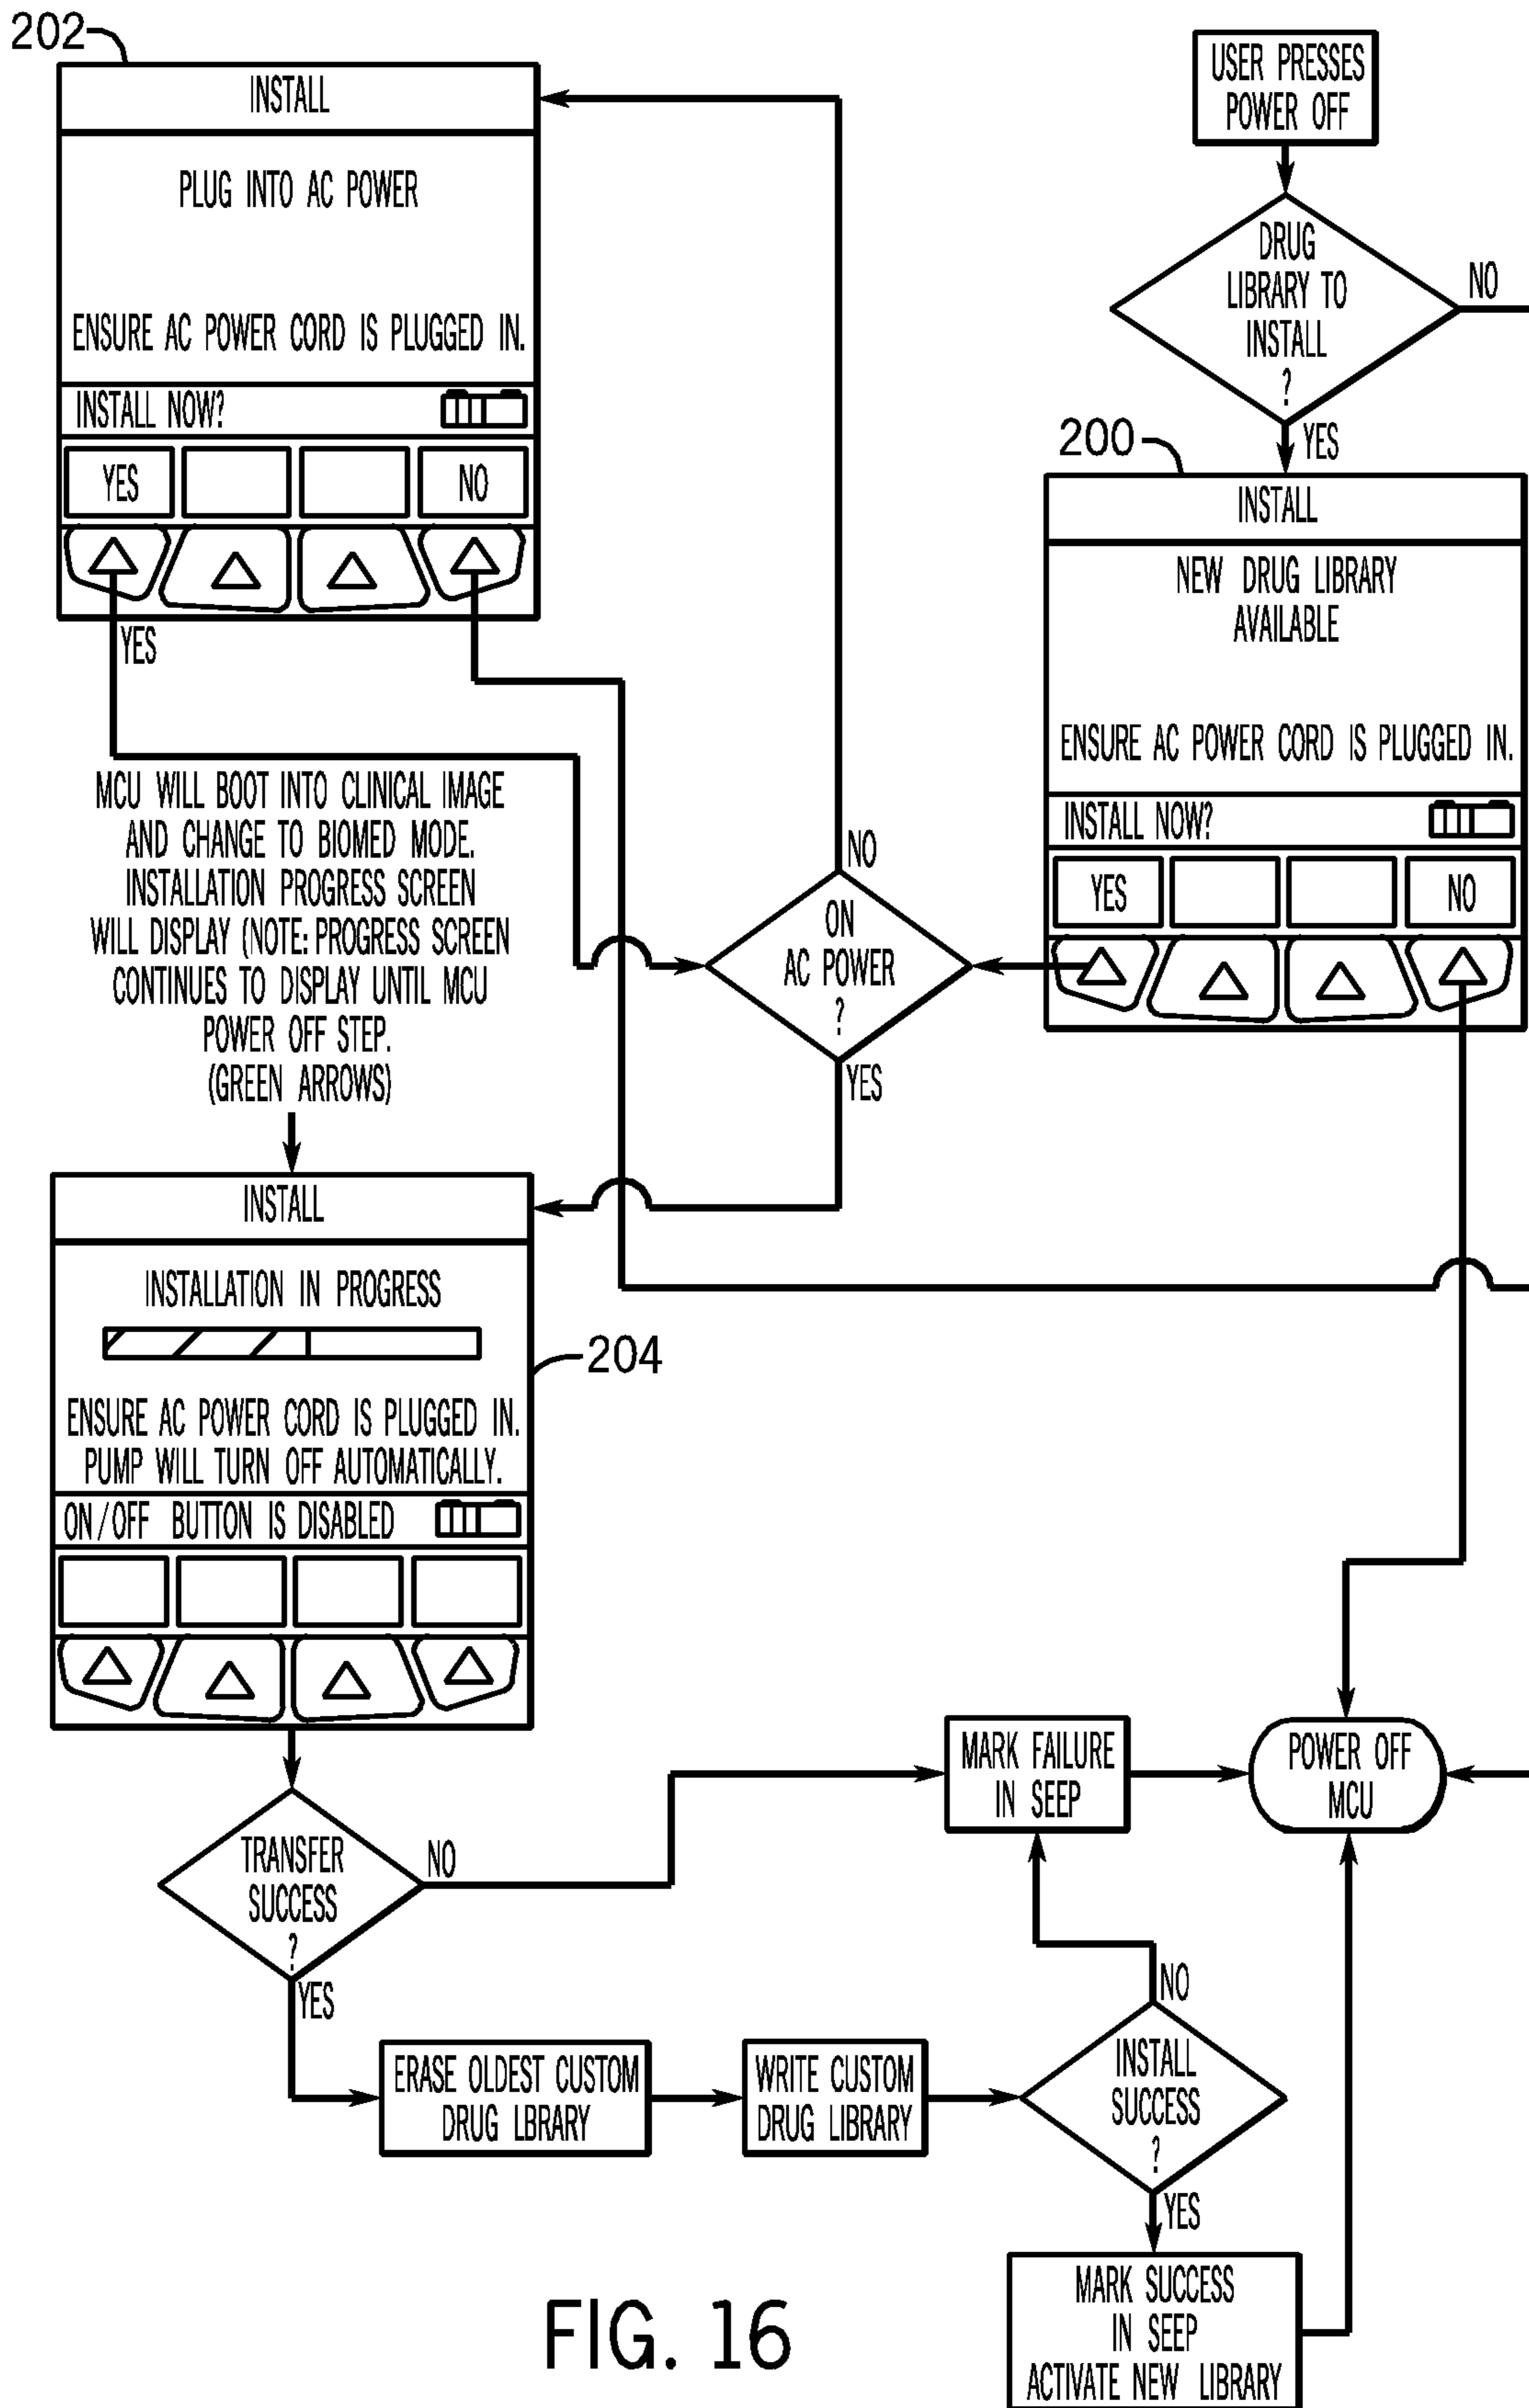 202
INSTALL
PLUG INTO AC POWER
ENSURE AC POWER CORD IS PLUGGED IN.
INSTALL NOW?
YES
NO
YES
USER PRESSES
POWER OFF
DRUG
LIBRARY TO
INSTALL
?
NO
YES
200
INSTALL
NEW DRUG LIBRARY
AVAILABLE
ENSURE AC POWER CORD IS PLUGGED IN.
INSTALL NOW?
YES
NO
MCU WILL BOOT INTO CLINICAL IMAGE
AND CHANGE TO BIOMED MODE.
INSTALLATION PROGRESS SCREEN
WILL DISPLAY (NOTE: PROGRESS SCREEN
CONTINUES TO DISPLAY UNTIL MCU
POWER OFF STEP.
(GREEN ARROWS)
NO
ON
AC POWER
?
YES
INSTALL
INSTALLATION IN PROGRESS
204
ENSURE AC POWER CORD IS PLUGGED IN.
PUMP WILL TURN OFF AUTOMATICALLY.
ON/OFF BUTTON IS DISABLED
TRANSFER
SUCCESS
?
NO
YES
MARK FAILURE
IN SEEP
POWER OFF
MCU
ERASE OLDEST CUSTOM
DRUG LBRARY
WRITE CUSTOM
DRUG LIBRARY
NO
INSTALL
SUCCESS
?
YES
MARK SUCCESS
IN SEEP
ACTIVATE NEW LIBRARY
FIG. 16